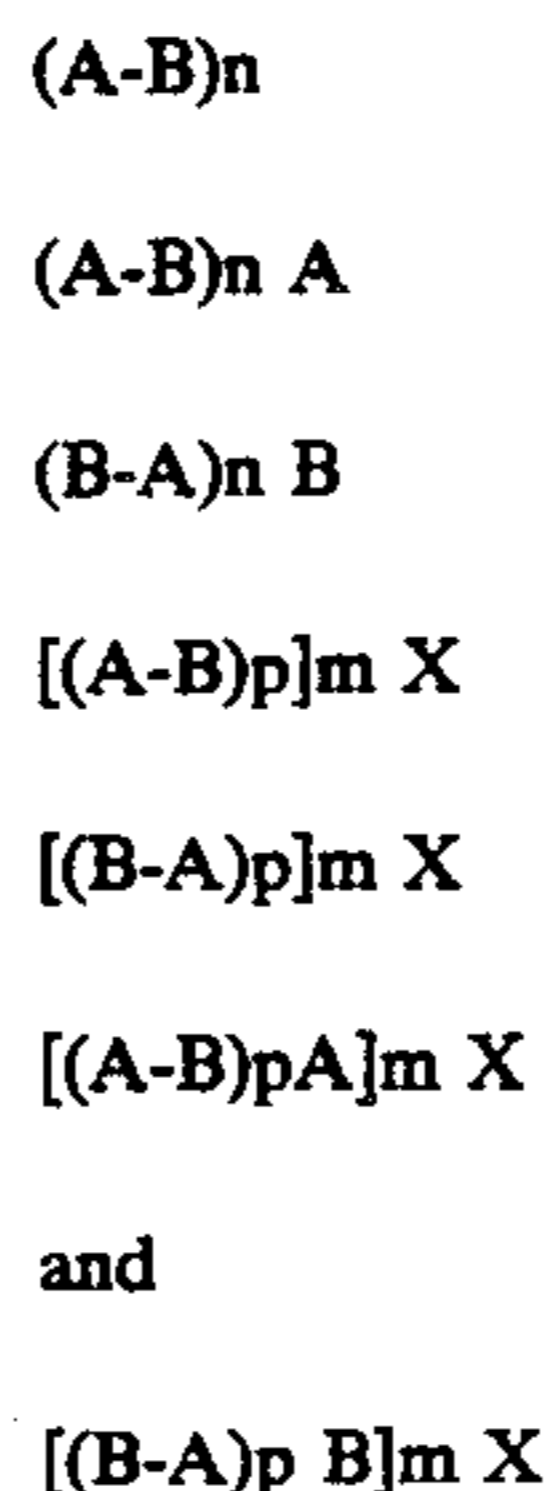 (A-B)n
(A-B)n A
(B-A)n B
[(A-B)p]m X
[(B-A)p]m X
[(A-B)pA]m X
and
[(B-A)p B]m X